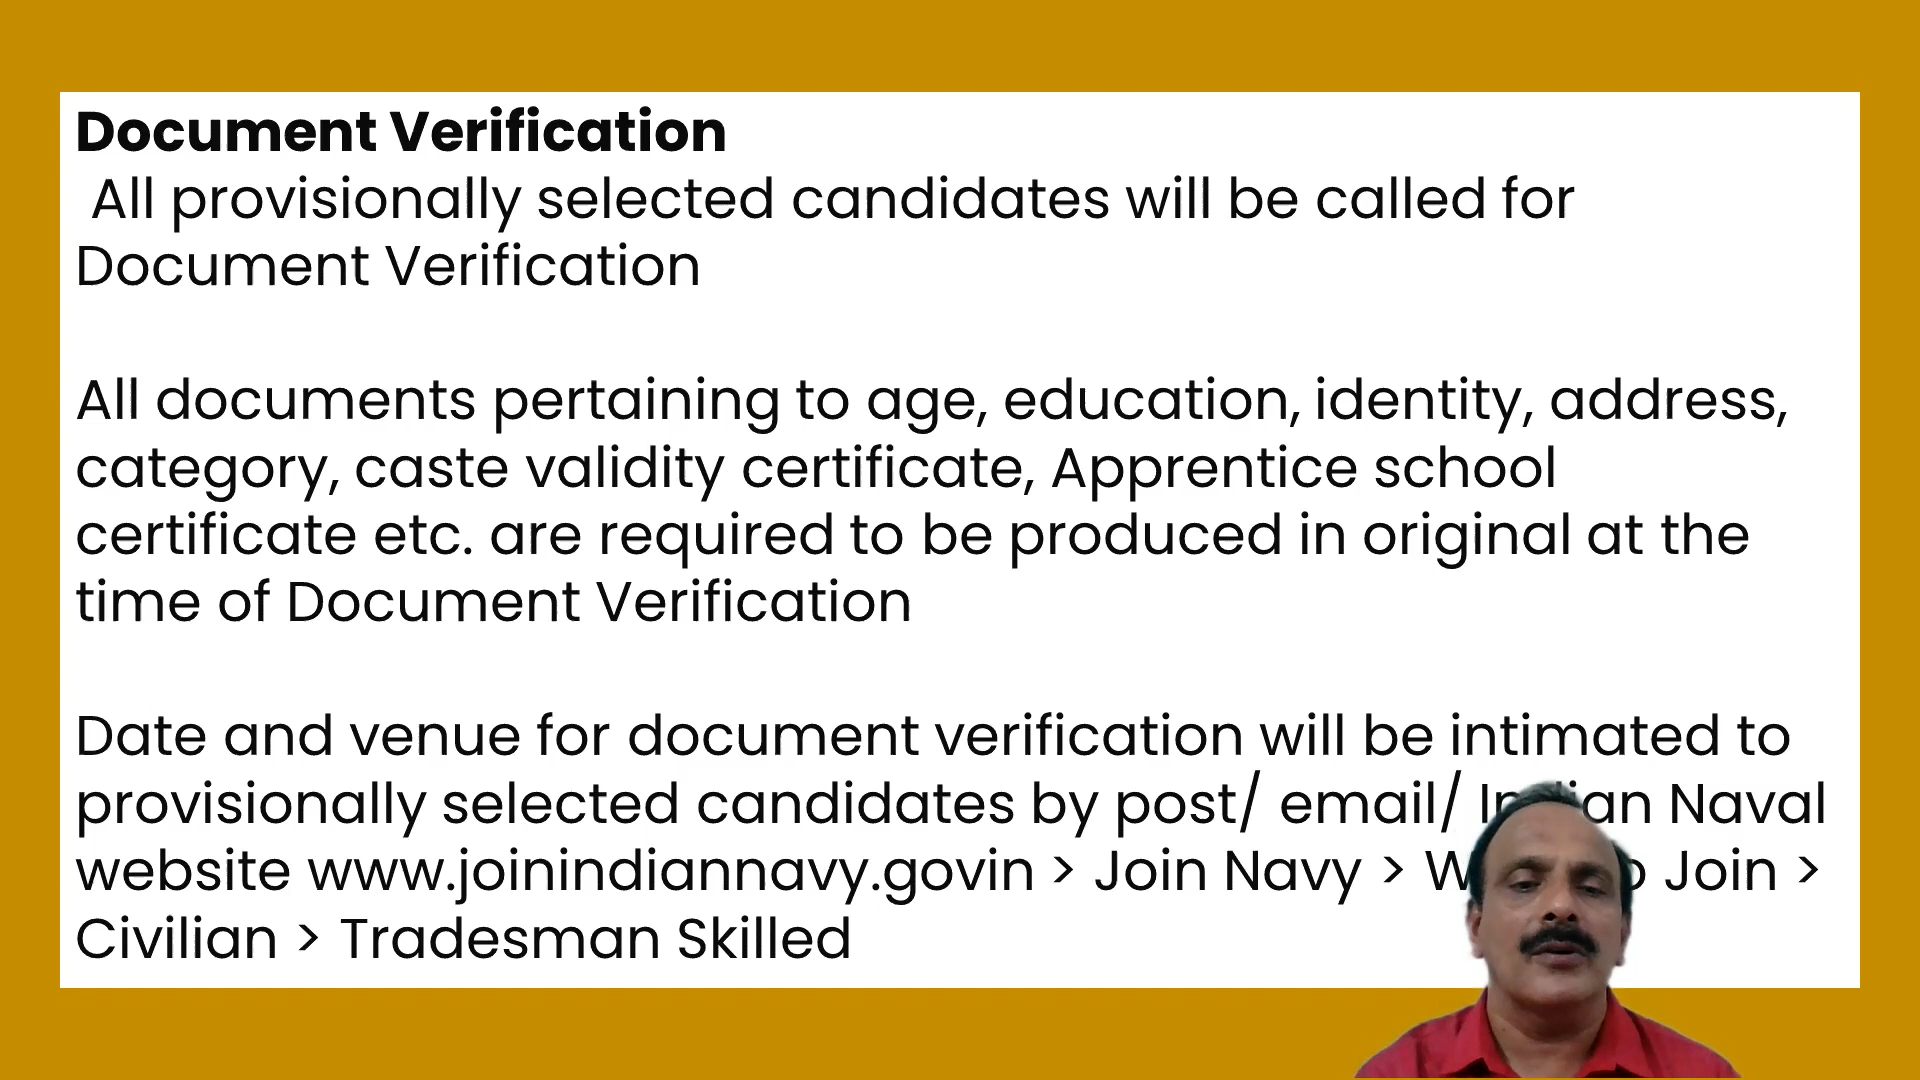 Document Verification
All provisionally selected candidates will be called for
Document Verification
All documents pertaining to age, education, identity, address,
category, caste validity certificate, Apprentice school
certificate etc. are required to be produced in original at the
time of Document Verification
Date and venue for document verification will be intimated to
provisionally selected candidates by post/ email/ Naval
website www.joinindiannavy.govin > Join Navy > Join >
Civilian > Tradesman Skilled